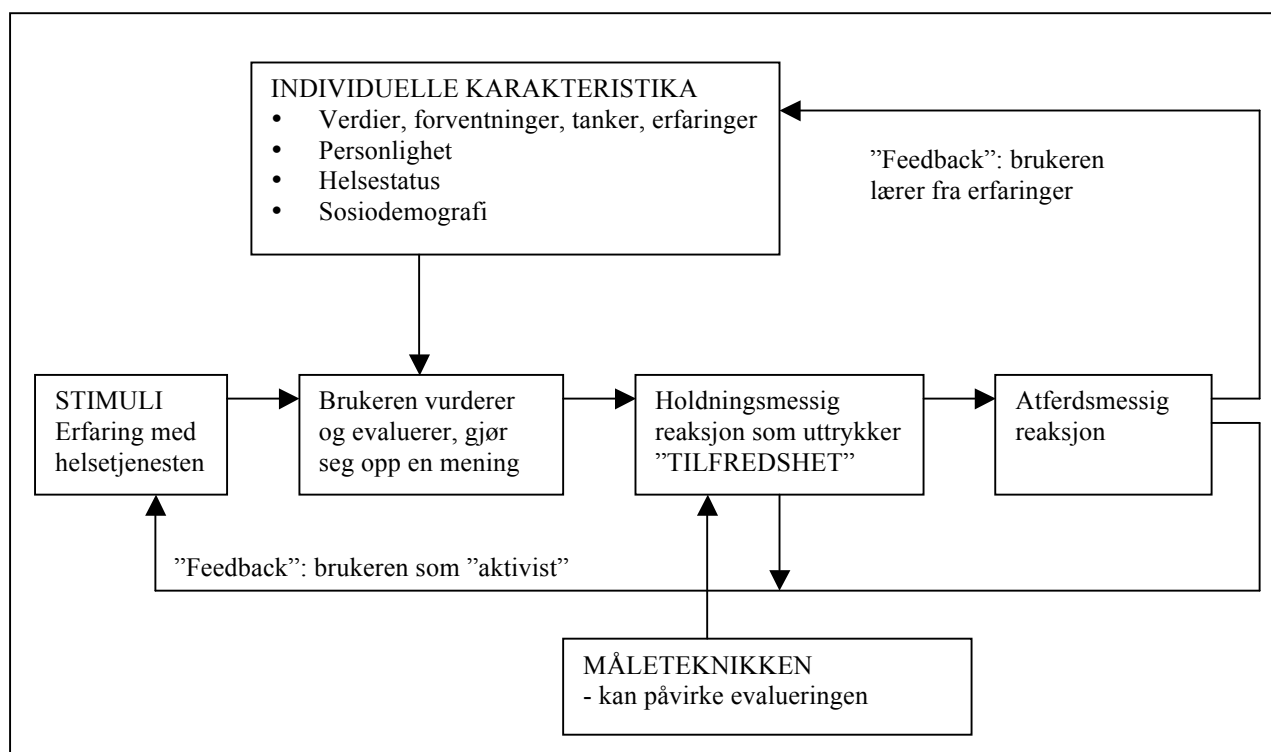 INDIVIDUELLE KARAKTERISTIKA
• Verdier, forventninger, tanker, erfaringer
• Personlighet
• Helsestatus
• Sosiodemografi
”Feedback”: brukeren
lærer fra erfaringer
STIMULI
Erfaring med
helsetjenesten
Brukeren vurderer
og evaluerer, gjør
seg opp en mening
Holdningsmessig
reaksjon som uttrykker
”TILFREDSHET”
Atferdsmessig
reaksjon
”Feedback”: brukeren som ”aktivist”
MÅLETEKNIKKEN
- kan påvirke evalueringen